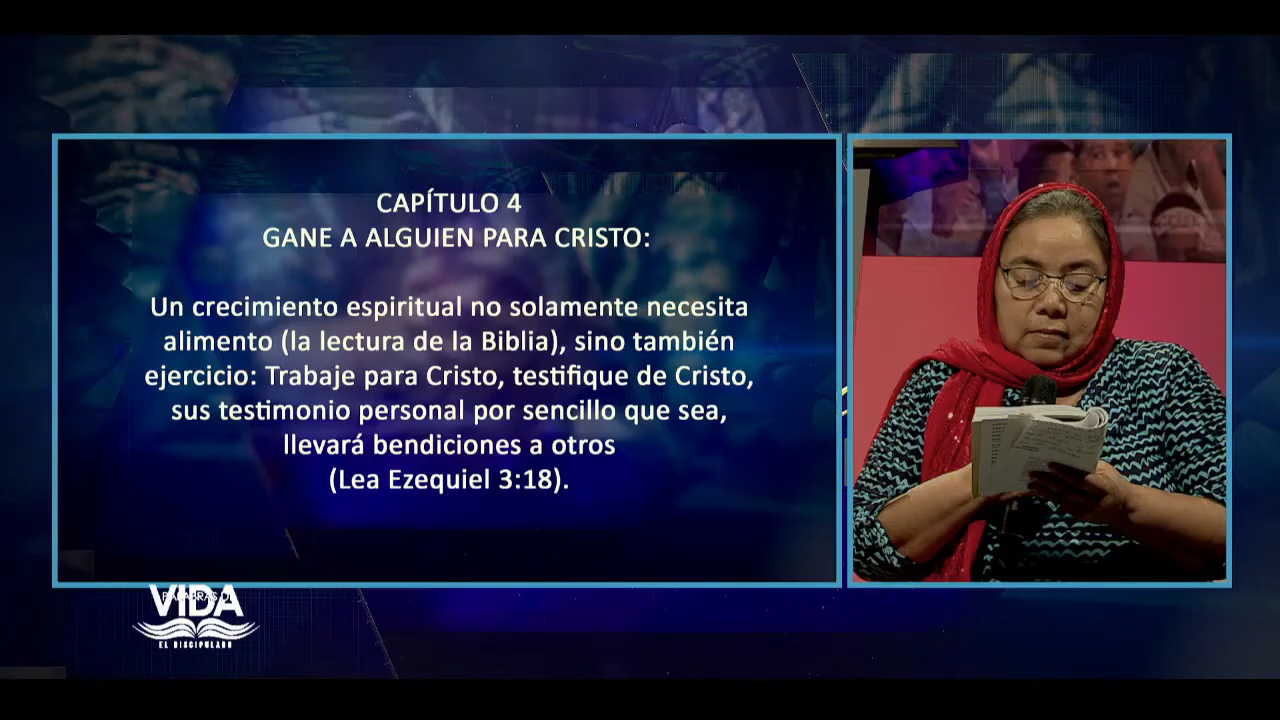 CAPÍTULO 4
GANE A ALGUIEN PARA CRISTO:
Un crecimiento espiritual no solamente necesita
alimento (la lectura de la Biblia), sino también
ejercicio: Trabaje para Cristo, testifique de Cristo,
sus testimonio personal por sencillo que sea,
llevará bendiciones a otros
(Lea Ezequiel 3:18).
PALABRAS DE
VIDA
EL DISCIPULADO